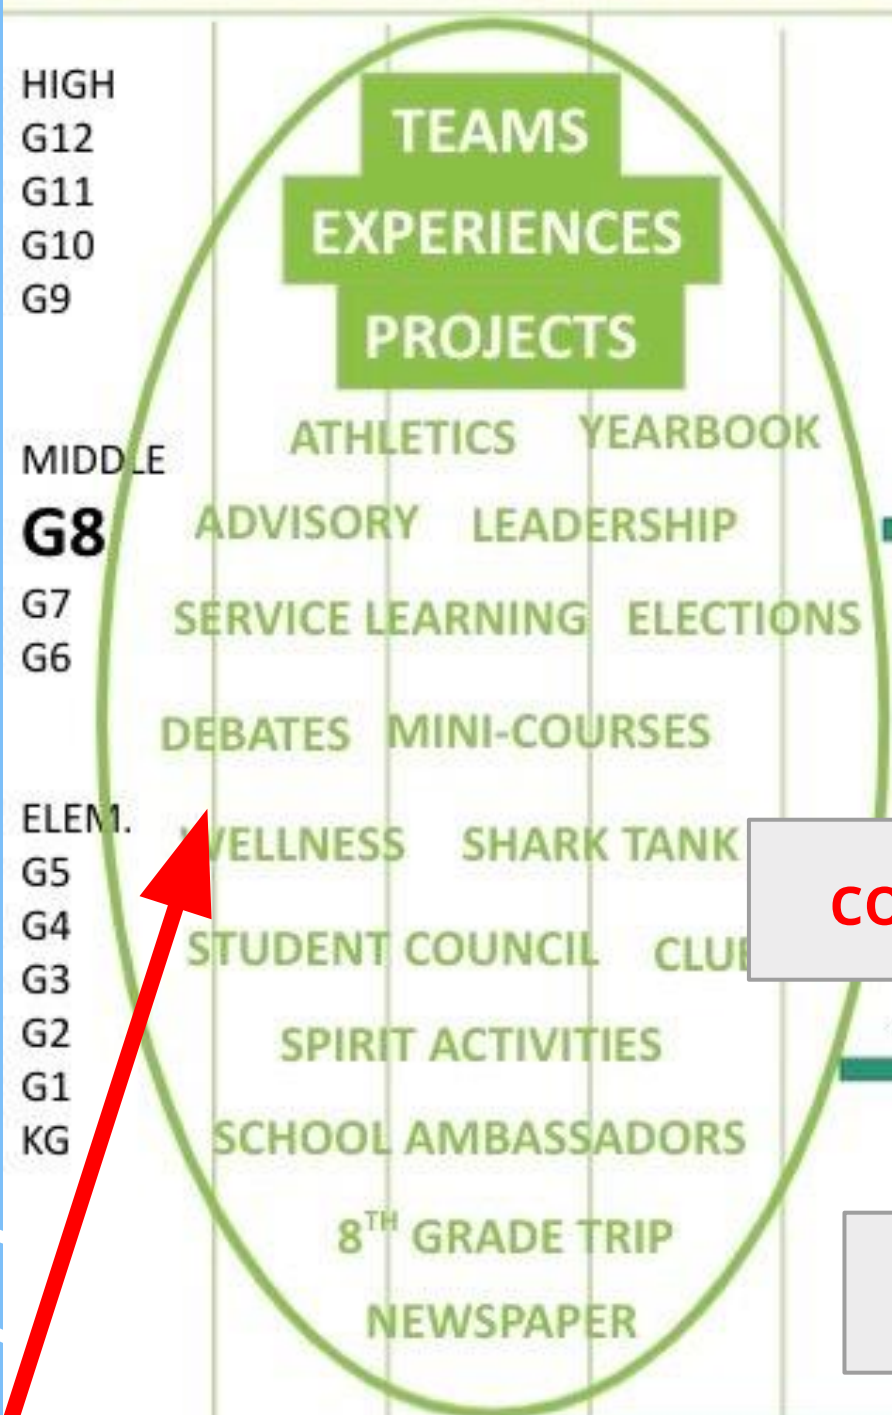 HIGH
G12
G11
G10
G9
MIDDLE
G8
G7
G6
ELEM.
G5
G4
G3
G2
G1
KG
TEAMS
EXPERIENCES
PROJECTS
ATHLETICS YEARBOOK
ADVISORY LEADERSHIP
SERVICE LEARNING ELECTIONS
DEBATES MINI-COURSES
WELLNESS SHARK TANK
STUDENT COUNCIL CLUB
SPIRIT ACTIVITIES
SCHOOL AMBASSADORS
8TH GRADE TRIP
NEWSPAPER